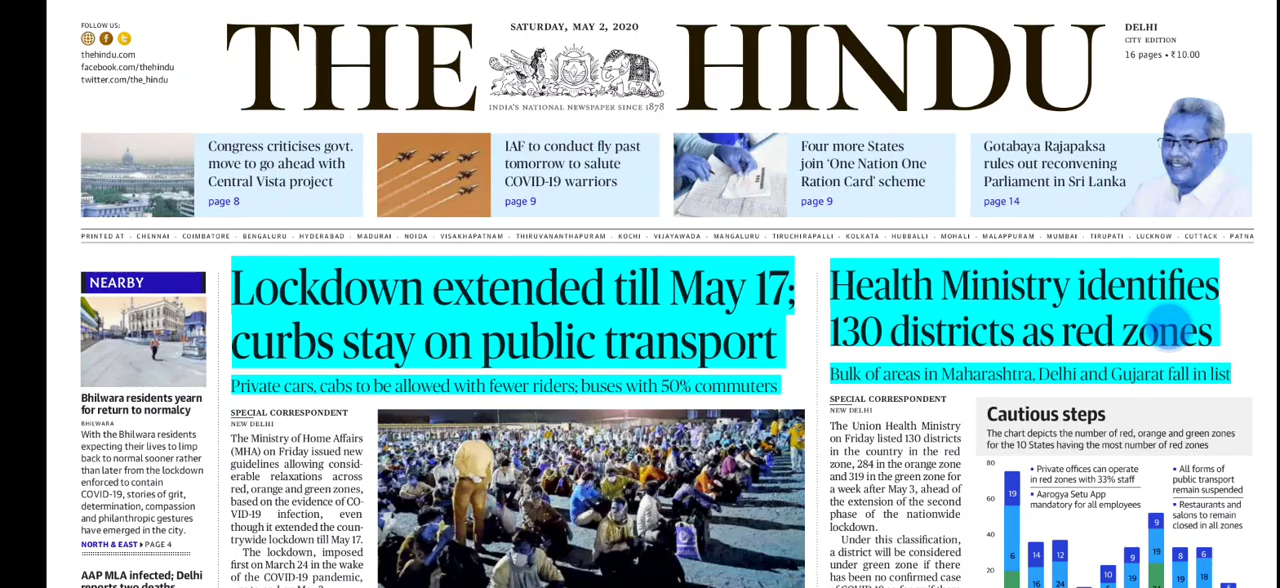 FOLLOW US:
thehindu.com
facebook.com/thehindu
twitter.com/the_hindu
SATURDAY, MAY 2, 2020
THE HINDU
INDIA'S NATIONAL NEWSPAPER SINCE 1878
DELHI
CITY EDITION
16 pages • ₹10.00
Congress criticises govt.
move to go ahead with
Central Vista project
page 8
IAF to conduct fly past
tomorrow to salute
COVID-19 warriors
page 9
Four more States
join ‘One Nation One
Ration Card’ scheme
page 9
Gotabaya Rajapaksa
rules out reconvening
Parliament in Sri Lanka
page 14
PRINTED AT · CHENNAI · COIMBATORE · BENGALURU · HYDERABAD · MADURAI · NOIDA · VISAKHAPATNAM · THIRUVANANTHAPURAM · KOCHI · VIJAYAWADA · MANGALURU · TIRUCHIRAPALLI · KOLKATA · HUBBALLI · MOHALI · MALAPPURAM · MUMBAI · TIRUPATI · LUCKNOW · CUTTACK · PATNA
NEARBY
Bhilwara residents yearn
for return to normalcy
BHILWARA
With the Bhilwara residents
expecting their lives to limp
back to normal sooner rather
than later from the lockdown
enforced to contain
COVID-19, stories of grit,
determination, compassion
and philanthropic gestures
have emerged in the city.
NORTH & EAST PAGE 4
AAP MLA infected; Delhi
reports two deaths
Lockdown extended till May 17;
curbs stay on public transport
Private cars, cabs to be allowed with fewer riders; buses with 50% commuters
SPECIAL CORRESPONDENT
NEW DELHI
The Ministry of Home Affairs
(MHA) on Friday issued new
guidelines allowing consid-
erable relaxations across
red, orange and green zones,
based on the evidence of CO-
VID-19 infection, even
though it extended the coun-
trywide lockdown till May 17.
The lockdown, imposed
first on March 24 in the wake
of the COVID-19 pandemic,
Health Ministry identifies
130 districts as red zones
Bulk of areas in Maharashtra, Delhi and Gujarat fall in list
SPECIAL CORRESPONDENT
NEW DELHI
The Union Health Ministry
on Friday listed 130 districts
in the country in the red
zone, 284 in the orange zone
and 319 in the green zone for
a week after May 3, ahead of
the extension of the second
phase of the nationwide
lockdown.
Under this classification,
a district will be considered
under green zone if there
has been no confirmed case
Cautious steps
The chart depicts the number of red, orange and green zones
for the 10 States having the most number of red zones
▪ Private offices can operate
in red zones with 33% staff
▪ Aarogya Setu App
mandatory for all employees
▪ All forms of
public transport
remain suspended
▪ Restaurants and
salons to remain
closed in all zones
80
60
40
20
19
6
14
16
12
24
10
9
19
9
19
8
19
6
18